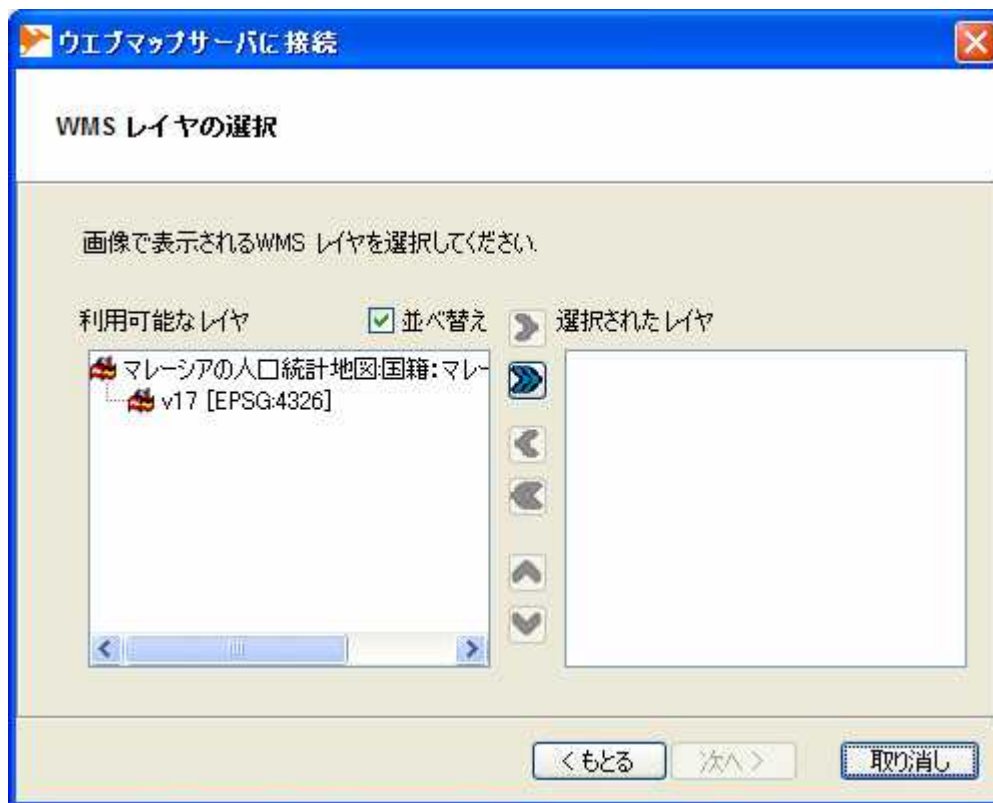 ウエブマップサーバに接続
WMS レイヤの選択
画像で表示されるWMS レイヤを選択してください
利用可能なレイヤ
並べ替え
選択されたレイヤ
マレーシアの人口統計地図:国籍:マレー
v17 [EPSG:4326]
< もとる
次へ >
取り消し